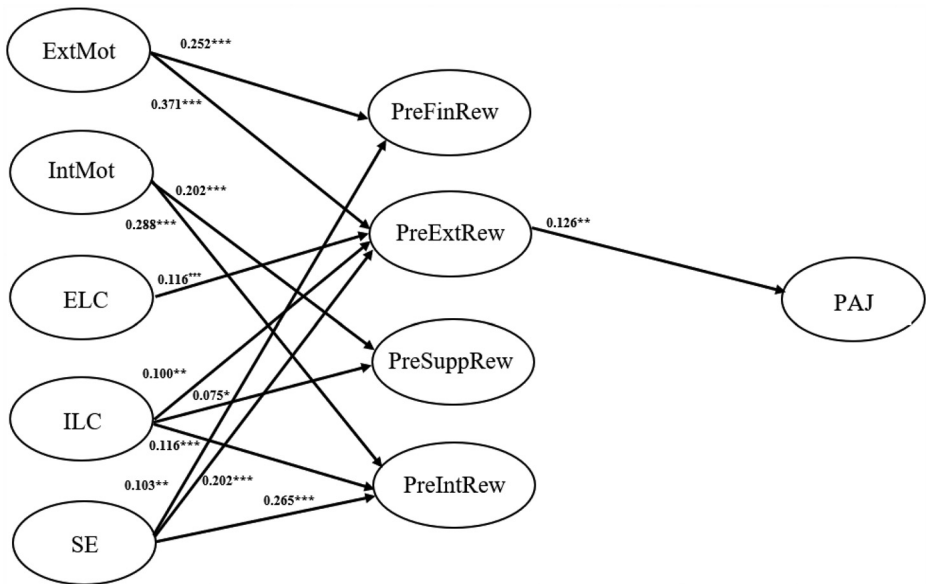 ExtMot
0.252***
0.371***
PreFinRew
IntMot
0.202***
0.288***
PreExtRew
0.126**
ELC
0.116***
PAJ
PreSuppRew
0.100**
0.075*
ILC
0.116***
0.103**
0.202***
0.265***
PreIntRew
SE